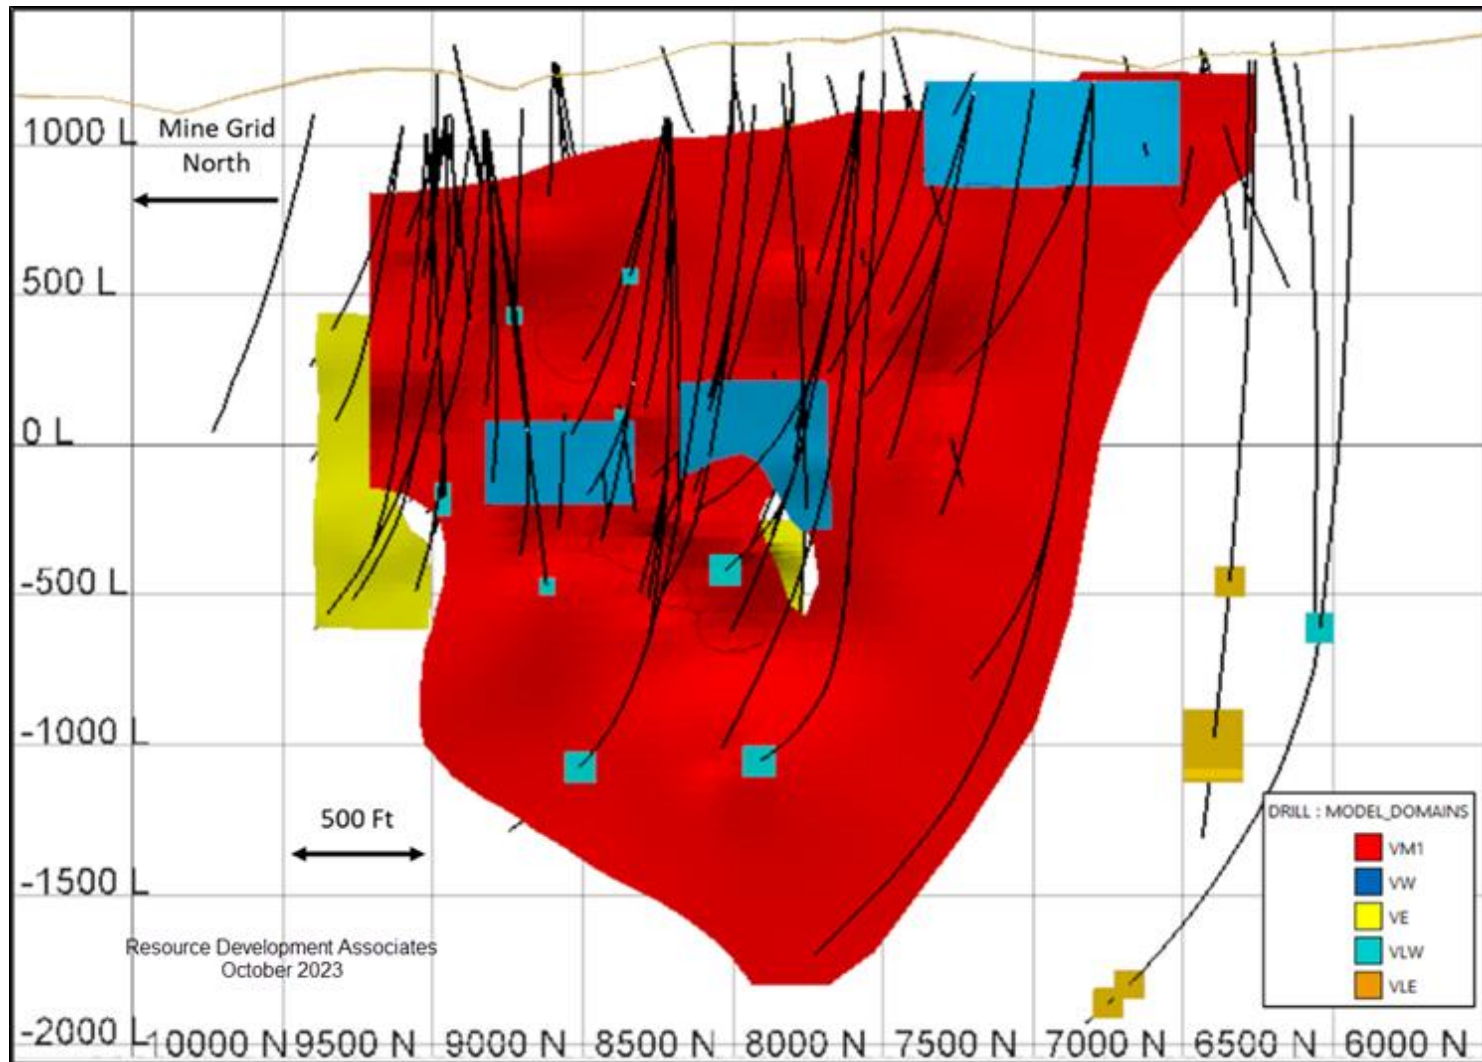 1000 L
Mine Grid
North
500 L
0 L
-500 L
-1000 L
500 Ft
-1500 L
Resource Development Associates
October 2023
DRILL : MODEL_DOMAINS
VM1
VW
VE
VLW
VLE
-2000 L
10000 N 9500 N 9000 N 8500 N 8000 N 7500 N 7000 N 6500 N 6000 N